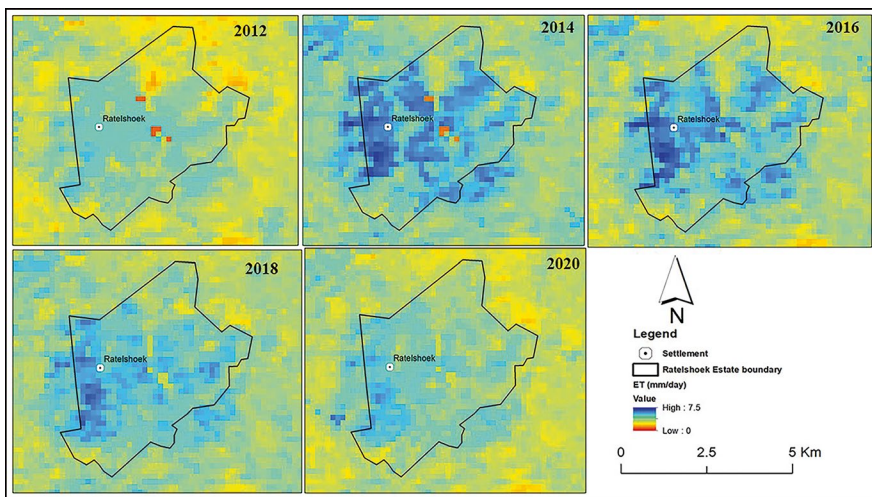 2012
Ratelshoek
2014
Ratelshoek
2016
Ratelshoek
2018
Ratelshoek
2020
Ratelshoek
N
Legend
Settlement
Ratelshoek Estate boundary
ET (mm/day)
Value
High : 7.5
Low : 0
0 2.5 5 Km